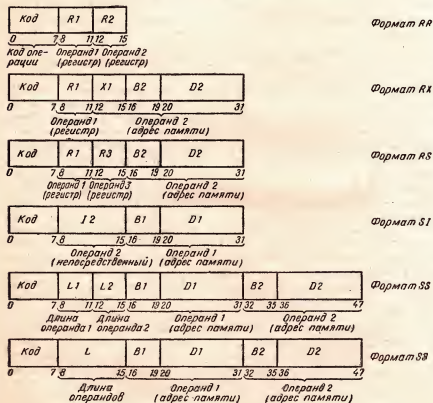 Код R1 R2 Формат RR
0 7 8 11 12 15
Код опе- Операнд 1 Операнд 2
рации (регистр) (регистр)
Код R1 X1 B2 D2 Формат RX
0 7 8 11 12 15 16 19 20 31
Операнд 1 Операнд 2
(регистр) (адрес памяти)
Код R1 R3 B2 D2 Формат RS
0 7 8 11 12 15 16 19 20 31
Операнд 1 Операнд 3 Операнд 2
(регистр) (регистр) (адрес памяти)
Код I2 B1 D1 Формат SI
0 7 8 15 16 19 20 31
Операнд 2 Операнд 1
(непосредственный) (адрес памяти)
Код L1 L2 B1 D1 B2 D2 Формат SS
0 7 8 11 12 15 16 19 20 31 32 35 36 47
Длина Длина Операнд 1 Операнд 2
операнда 1 операнда 2 (адрес памяти) (адрес памяти)
Код L B1 D1 B2 D2 Формат SS
0 7 8 15 16 19 20 31 32 35 36 47
Длина Операнд 1 Операнд 2
операндов (адрес памяти) (адрес памяти)